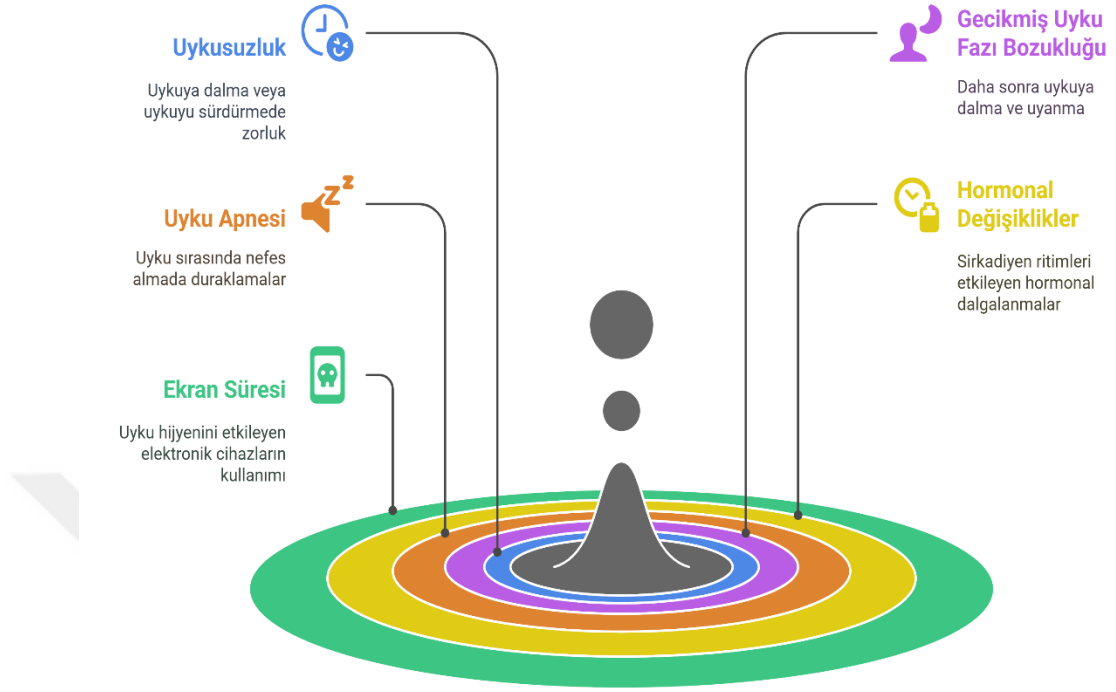 Uykusuzluk
Uykuya dalma veya
uykuyu sürdürmede
zorluk
Uyku Apnesi
Uyku sırasında nefes
almada duraklamalar
Ekran Süresi
Uyku hijyenini etkileyen
elektronik cihazların
kullanımı
Gecikmiş Uyku
Fazı Bozukluğu
Daha sonra uykuya
dalma ve uyanma
Hormonal
Değişiklikler
Sirkadiyen ritimleri
etkileyen hormonal
dalgalanmalar